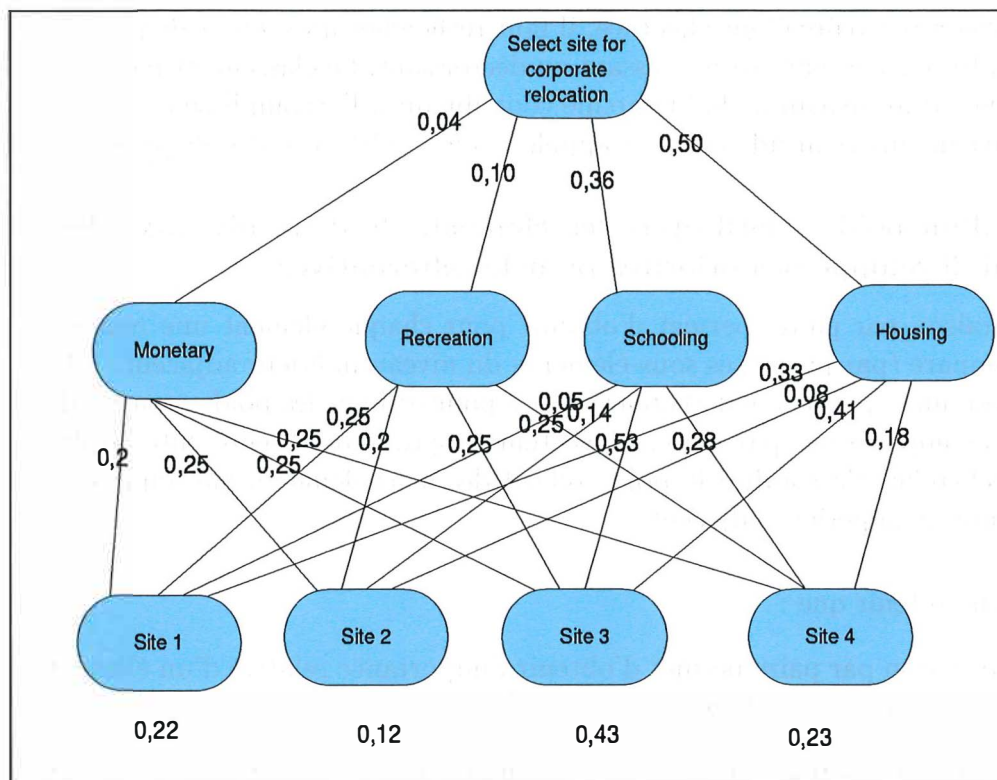 Select site for
corporate
relocation
0,04
0,50
0,10
0,36
Monetary
Recreation
Schooling
Housing
0,33
0,05
0,08
0,14
0,41
0,25
0,25
0,25
0,2
0,25
0,53
0,28
0,18
0,2
0,25
0,25
Site 1
Site 2
Site 3
Site 4
0,22
0,12
0,43
0,23